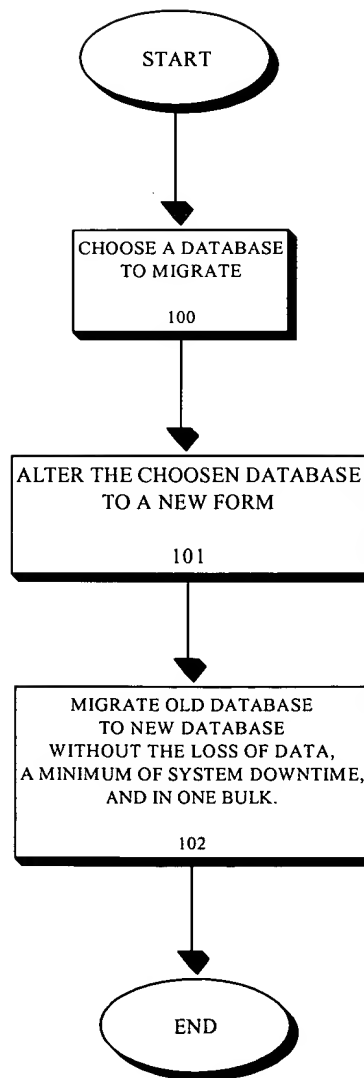 START
CHOOSE A DATABASE
TO MIGRATE
100
ALTER THE CHOOSEN DATABASE
TO A NEW FORM
101
MIGRATE OLD DATABASE
TO NEW DATABASE
WITHOUT THE LOSS OF DATA,
A MINIMUM OF SYSTEM DOWNTIME,
AND IN ONE BULK.
102
END